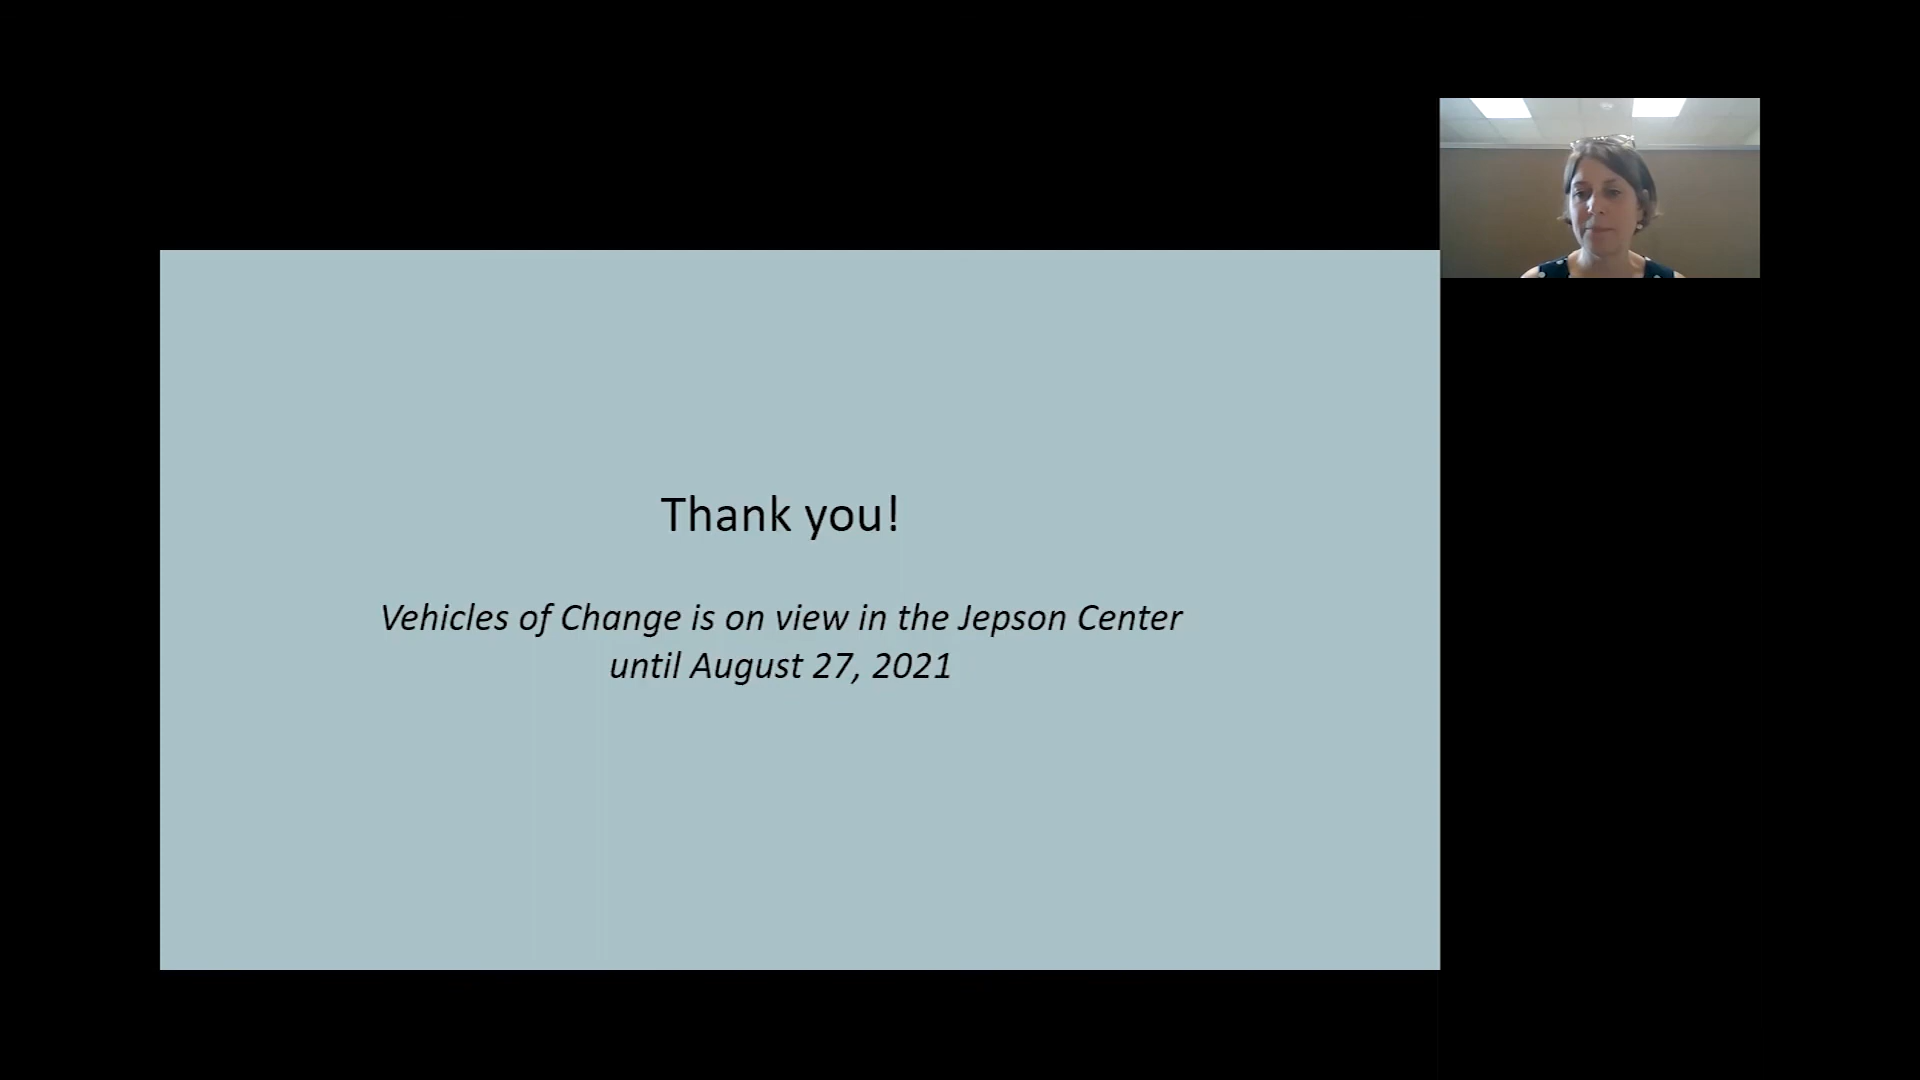 Thank you!
Vehicles of Change is on view in the Jepson Center
until August 27, 2021